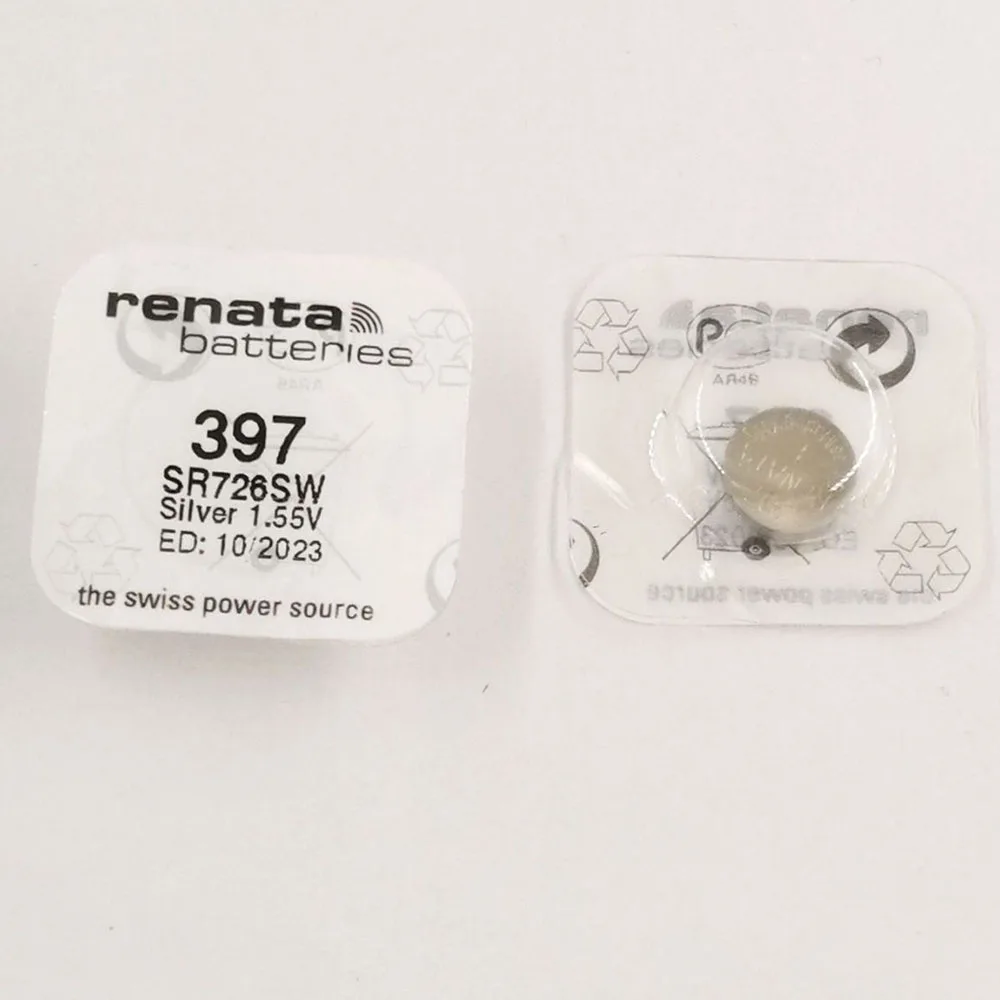 renata
batteries
397
SR726SW
Silver 1.55V
ED: 10/2023
the swiss power source